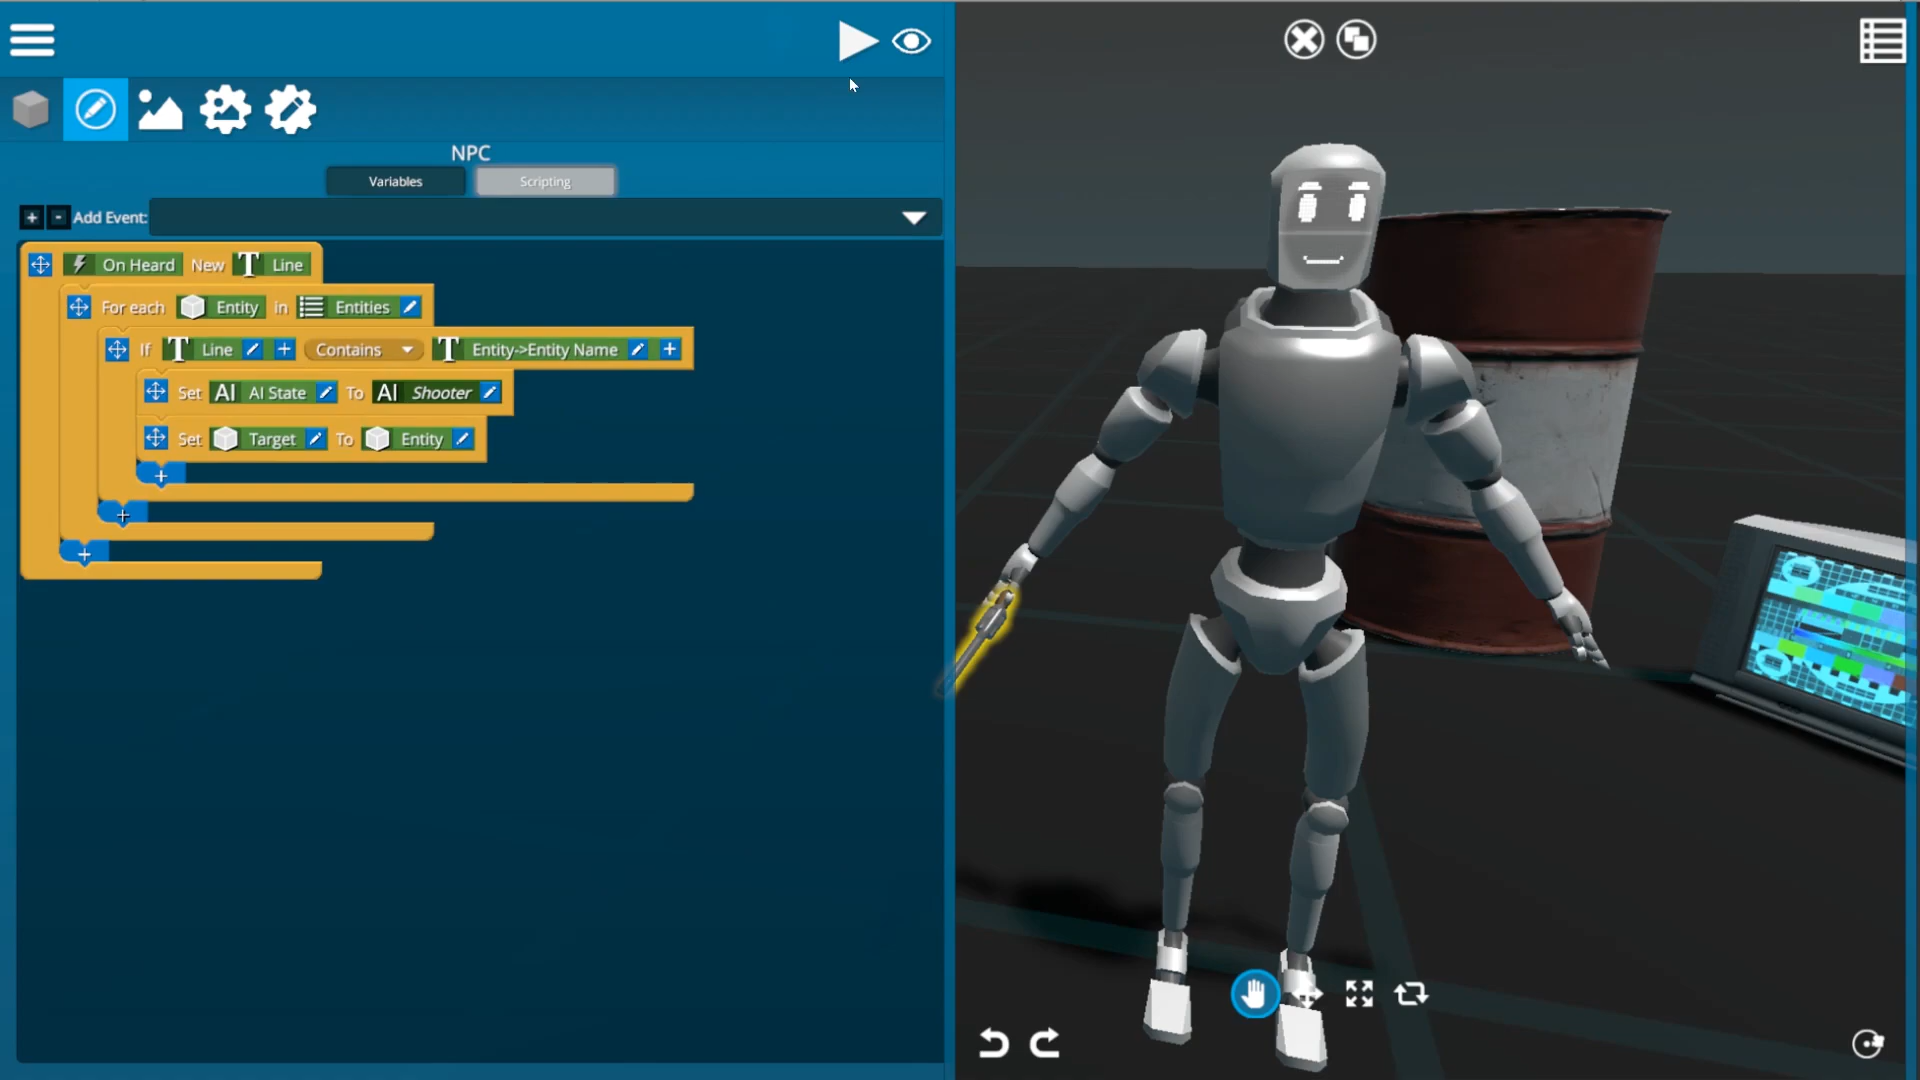 NPC
Variables Scripting
+ - Add Event:
On Heard New T Line
For each Entity in Entities
If T Line + Contains T Entity->Entity Name +
Set AI AI State To AI Shooter
Set Target To Entity
+
+
+